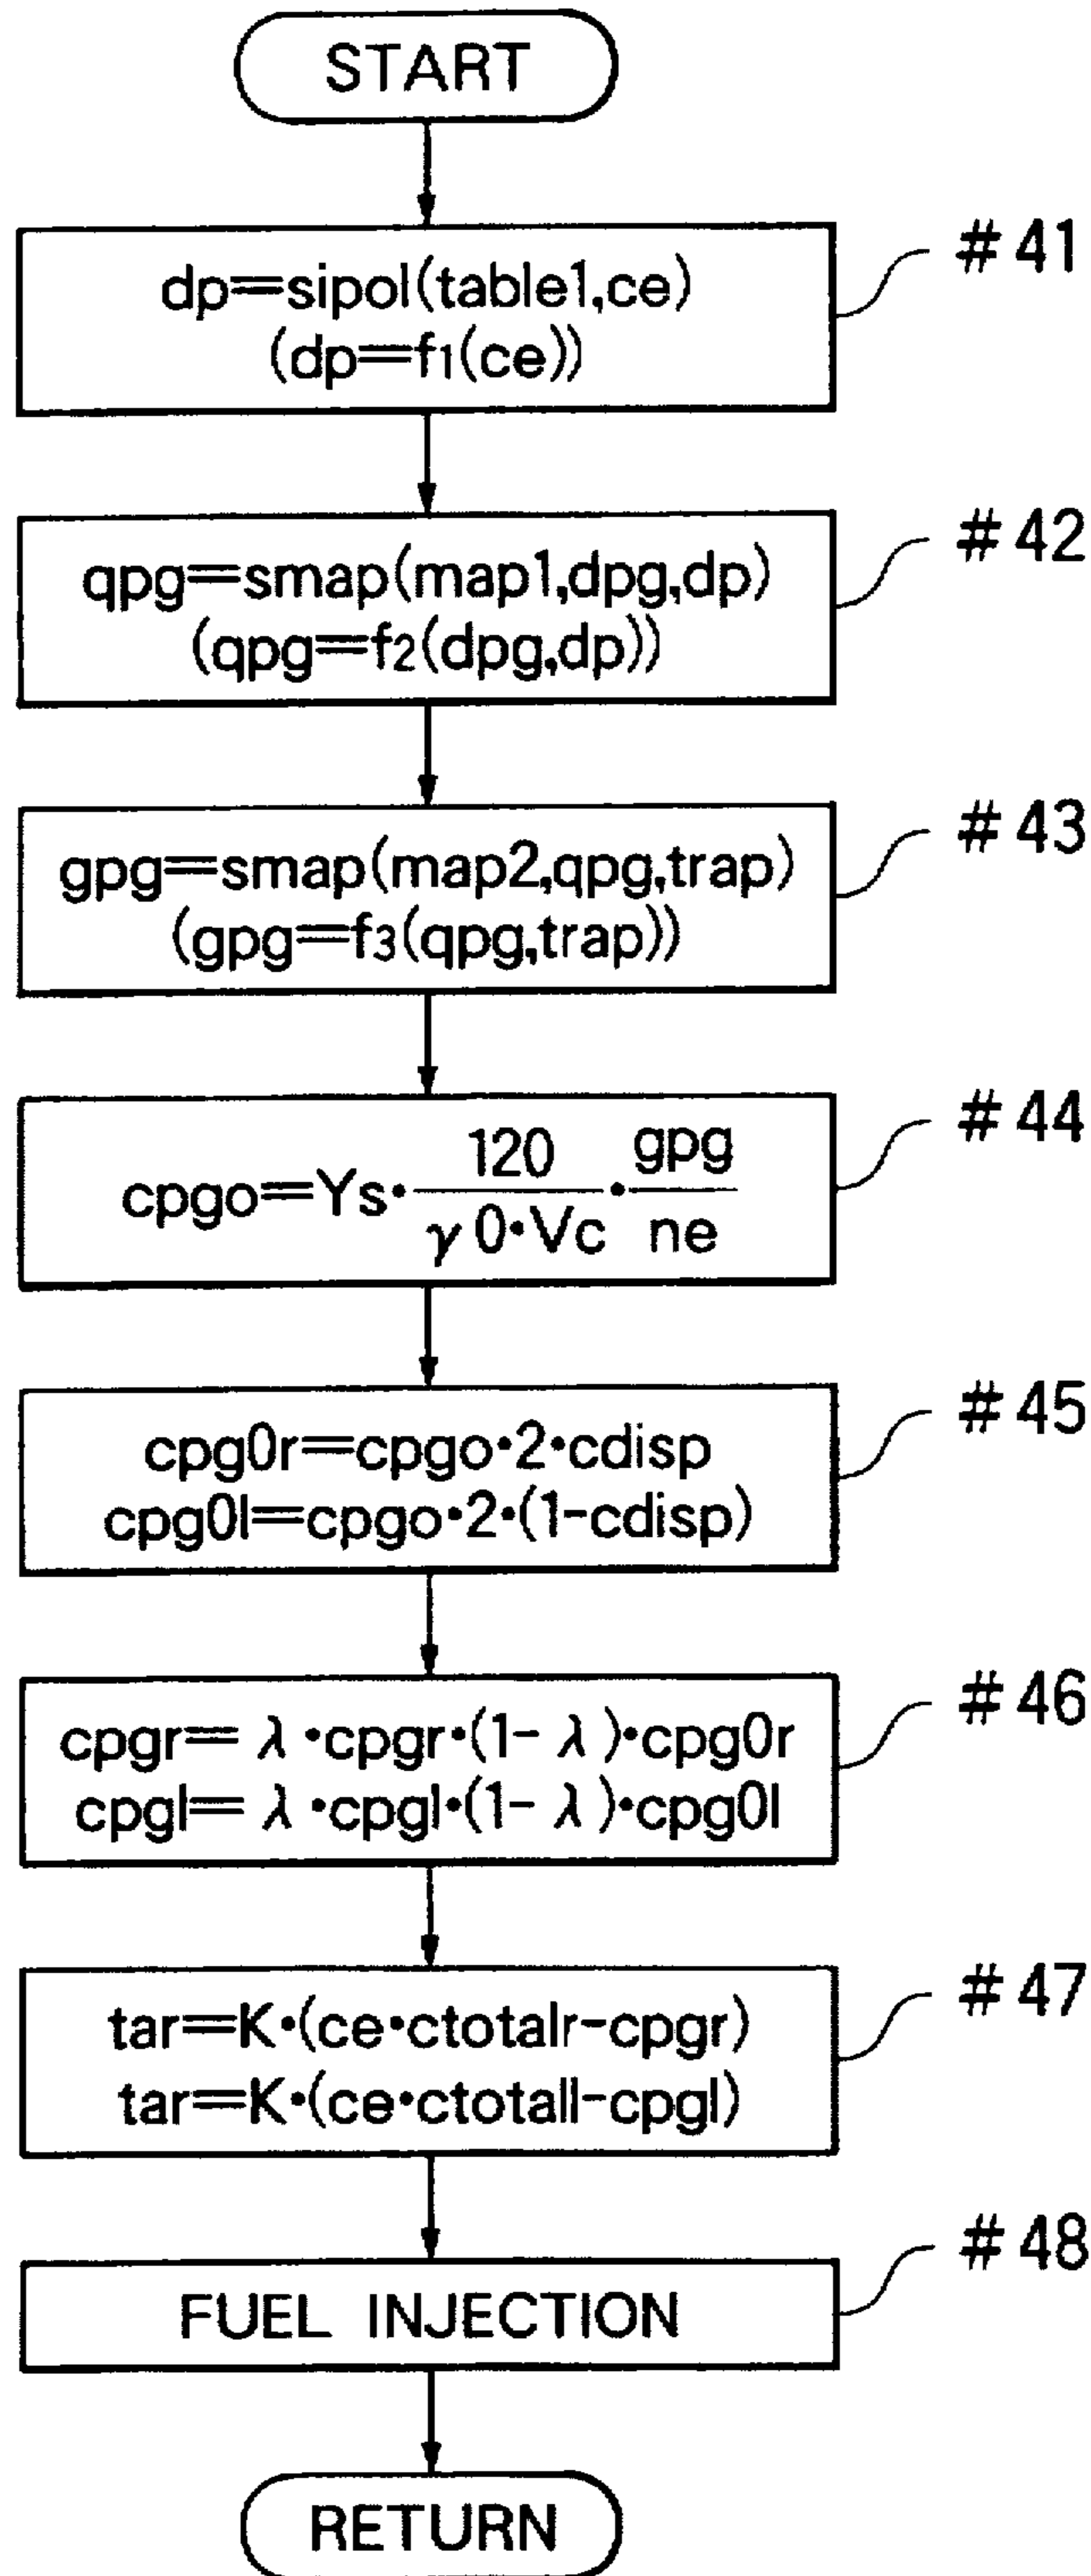 START
#41
dp=sipol(table1,ce)
(dp=f1(ce))
#42
qpg=smap(map1,dpg,dp)
(qpg=f2(dpg,dp))
#43
gpg=smap(map2,qpg,trap)
(gpg=f3(qpg,trap))
#44
cpgo=Ys・120/γ0・Vc・gpg/ne
#45
cpg0r=cpgo・2・cdisp
cpg0l=cpgo・2・(1-cdisp)
#46
cpgr= λ・cpgr・(1- λ)・cpg0r
cpgl= λ・cpgl・(1- λ)・cpg0l
#47
tar=K・(ce・ctotalr-cpgr)
tar=K・(ce・ctotall-cpgl)
#48
FUEL INJECTION
RETURN